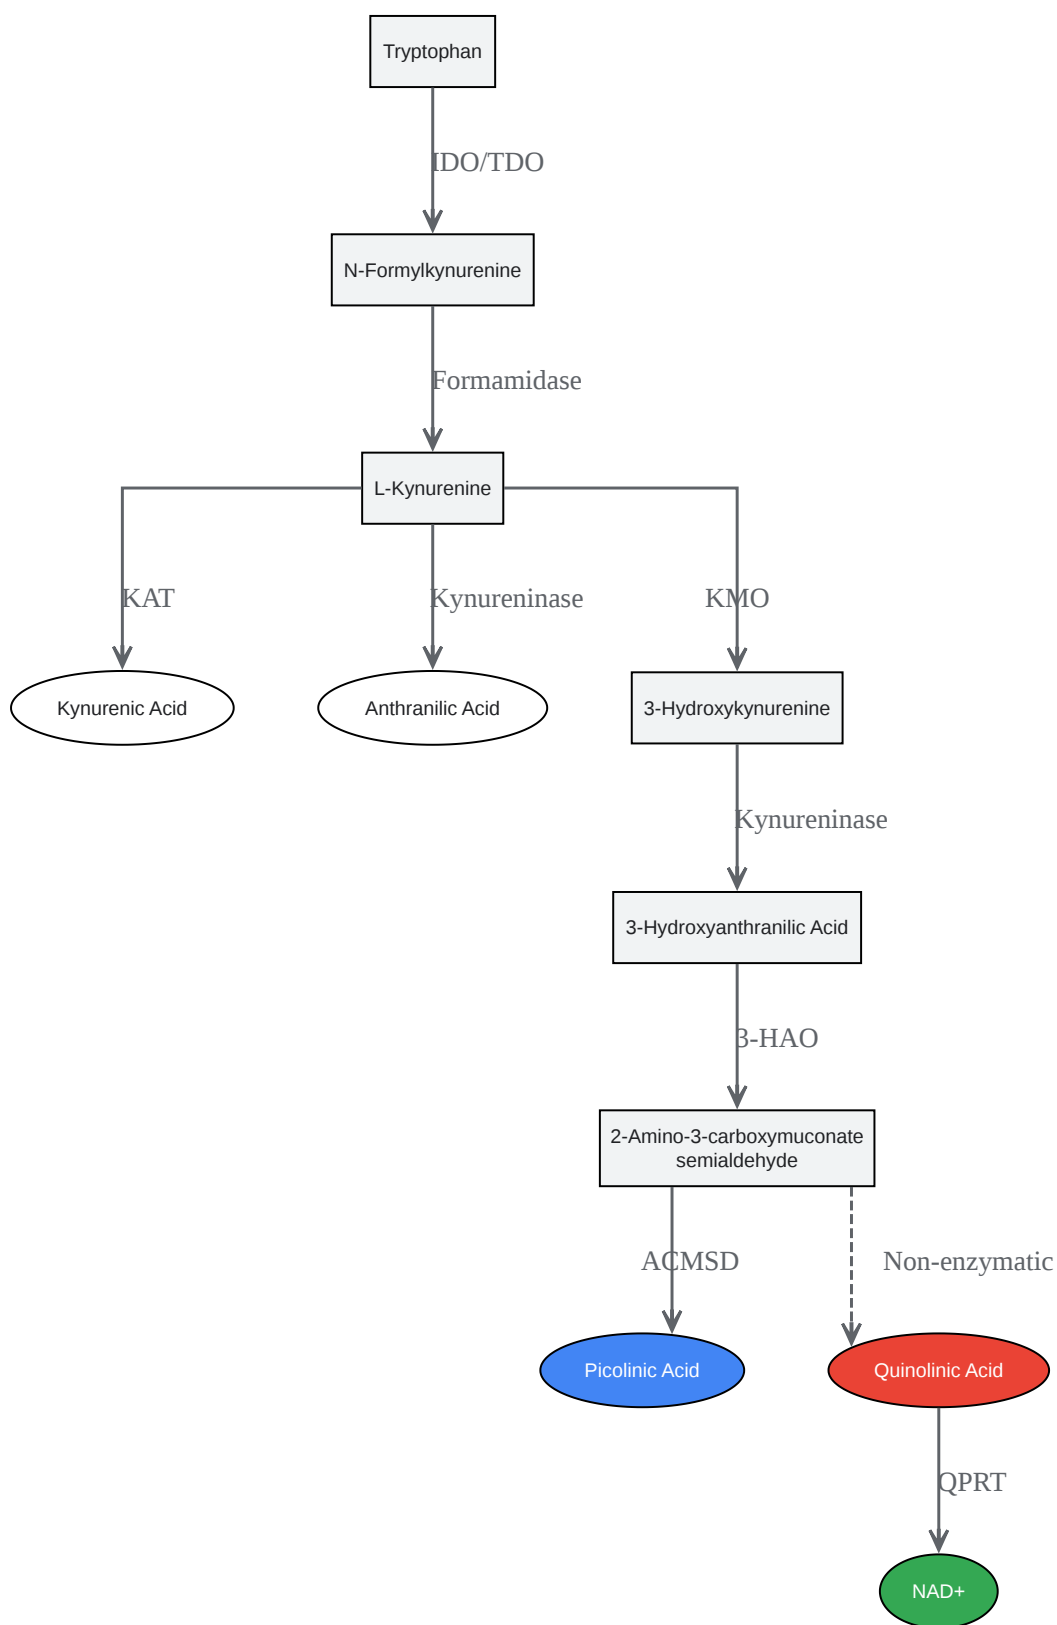 Tryptophan
IDO/TDO
N-Formylkynurenine
Formamidase
L-Kynurenine
KAT
Kynureninase
KMO
Kynurenic Acid
Anthranilic Acid
3-Hydroxykynurenine
Kynureninase
3-Hydroxyanthranilic Acid
3-HAO
2-Amino-3-carboxymuconate
semialdehyde
ACMSD
Non-enzymatic
Picolinic Acid
Quinolinic Acid
QPRT
NAD+